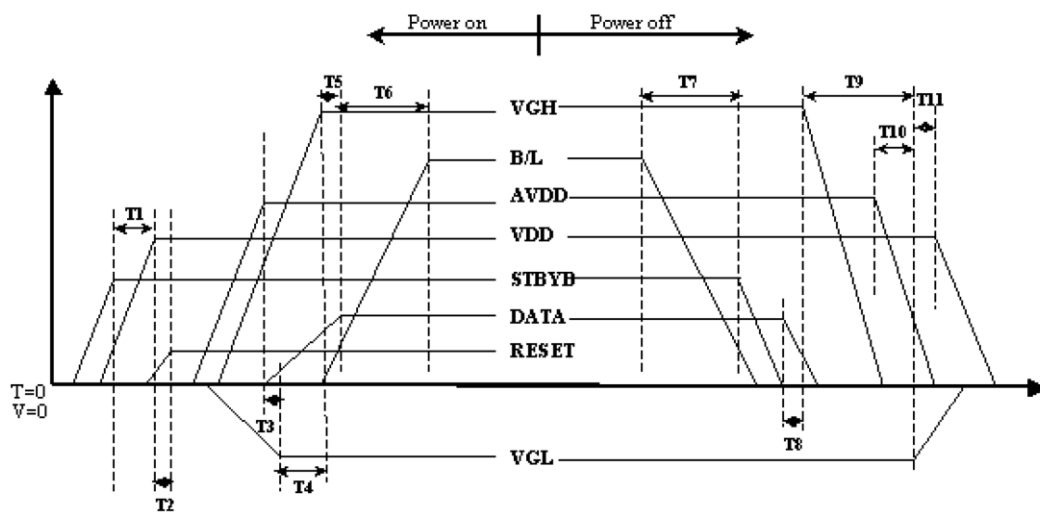 Power on Power off
T5 T6 T7 T9 T11
VGH
T10
B/L
AVDD
T1
VDD
STBYB
DATA
RESET
T=0
V=0
T3
T8
VGL
T4
T2